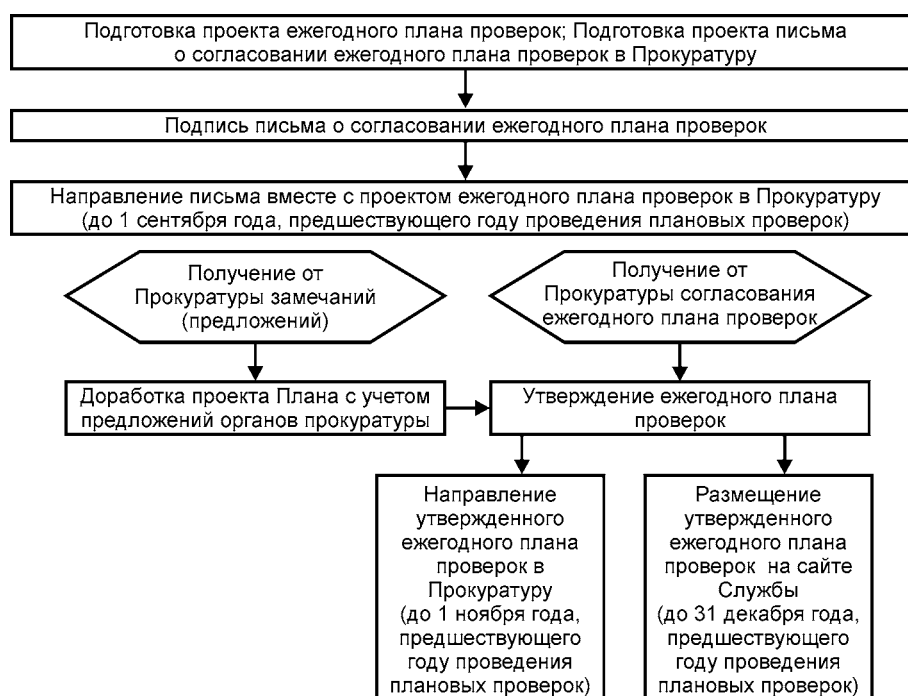 Подготовка проекта ежегодного плана проверок; Подготовка проекта письма
о согласовании ежегодного плана проверок в Прокуратуру
Подпись письма о согласовании ежегодного плана проверок
Направление письма вместе с проектом ежегодного плана проверок в Прокуратуру
(до 1 сентября года, предшествующего году проведения плановых проверок)
Получение от
Прокуратуры замечаний
(предложений)
Получение от
Прокуратуры согласования
ежегодного плана проверок
Доработка проекта Плана с учетом
предложений органов прокуратуры
Утверждение ежегодного плана
проверок
Направление
утвержденного
ежегодного плана
проверок в
Прокуратуру
(до 1 ноября года,
предшествующего
году проведения
плановых проверок)
Размещение
утвержденного
ежегодного плана
проверок на сайте
Службы
(до 31 декабря года,
предшествующего
году проведения
плановых проверок)